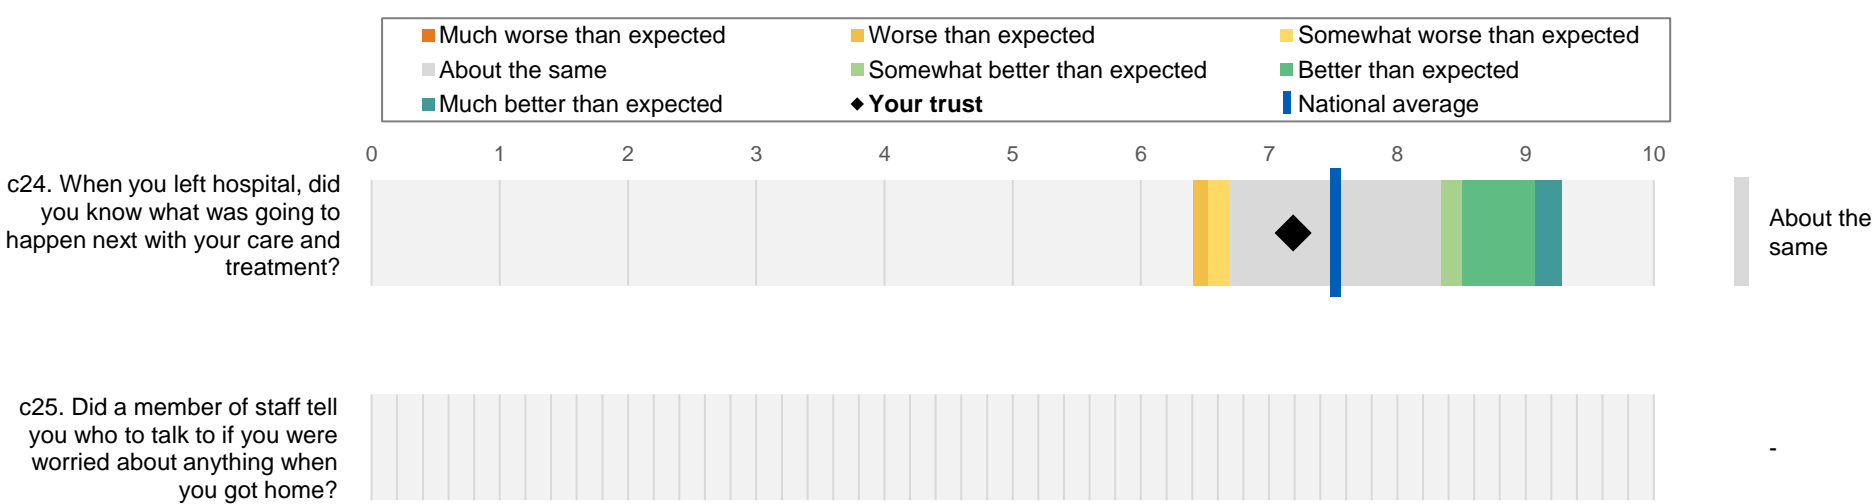 Much worse than expected
Worse than expected
Somewhat worse than expected
About the same
Somewhat better than expected
Better than expected
Much better than expected
Your trust
National average
0 1 2 3 4 5 6 7 8 9 10
c24. When you left hospital, did
you know what was going to
happen next with your care and
treatment?
About the
same
c25. Did a member of staff tell
you who to talk to if you were
worried about anything when
you got home?
-